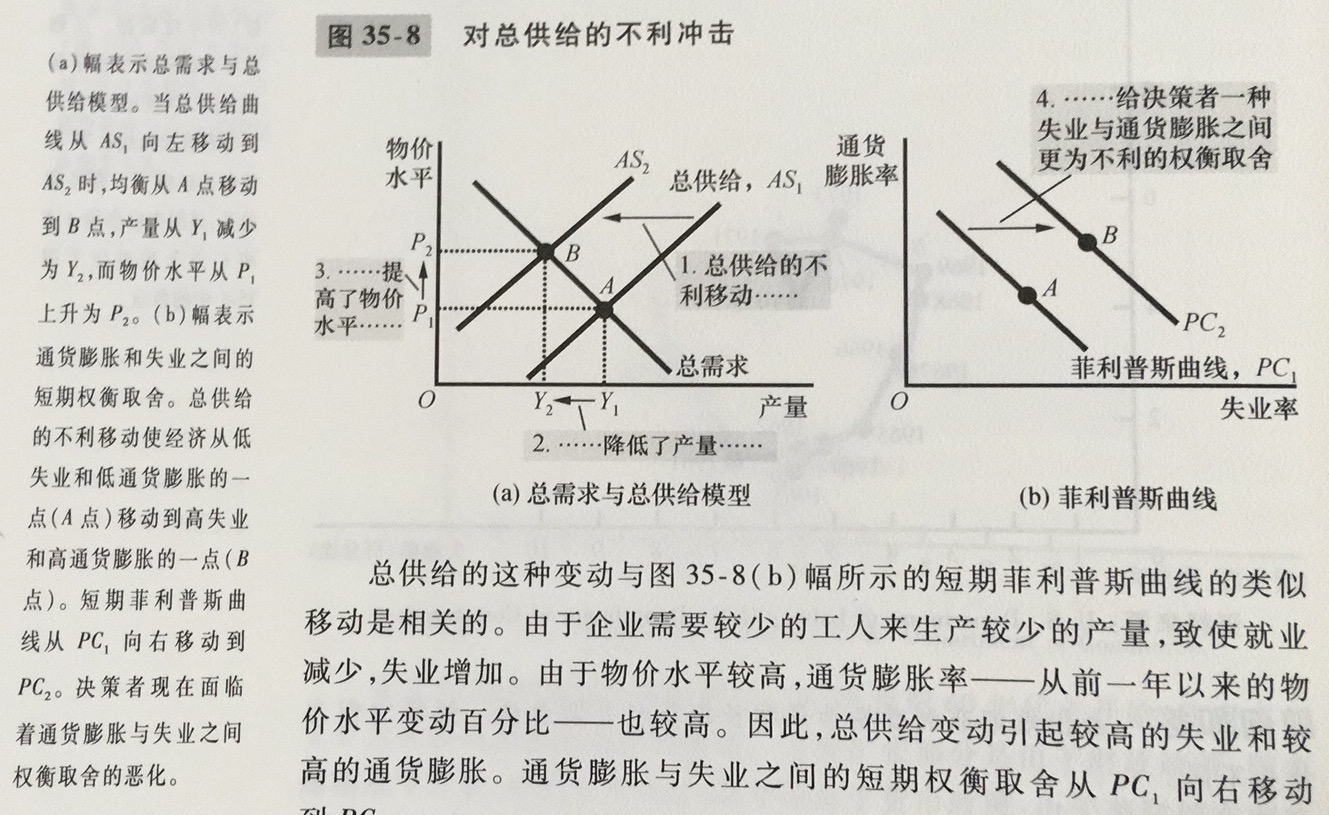 图 35-8 对总供给的不利冲击
(a)幅表示总需求与总
供给模型。当总供给曲
线从 AS₁ 向左移动到
AS₂ 时,均衡从 A 点移动
到 B 点,产量从 Y₁ 减少
为 Y₂,而物价水平从 P₁
上升为 P₂。(b)幅表示
通货膨胀和失业之间的
短期权衡取舍。总供给
的不利移动使经济从低
失业和低通货膨胀的一
点(A 点)移动到高失业
和高通货膨胀的一点(B
点)。短期菲利普斯曲
线从 PC₁ 向右移动到
PC₂。决策者现在面临
着通货膨胀与失业之间
权衡取舍的恶化。
物价
水平
AS₂
总供给，AS₁
P₂
B
3. ……提
高了物价
水平……
P₁
A
1. 总供给的不
利移动……
总需求
O
Y₂
Y₁
产量
2. ……降低了产量……
(a) 总需求与总供给模型
通货
膨胀率
4. ……给决策者一种
失业与通货膨胀之间
更为不利的权衡取舍
B
A
PC₂
菲利普斯曲线，PC₁
O
失业率
(b) 菲利普斯曲线
总供给的这种变动与图 35-8(b)幅所示的短期菲利普斯曲线的类似
移动是相关的。由于企业需要较少的工人来生产较少的产量,致使就业
减少,失业增加。由于物价水平较高,通货膨胀率——从前一年以来的物
价水平变动百分比——也较高。因此,总供给变动引起较高的失业和较
高的通货膨胀。通货膨胀与失业之间的短期权衡取舍从 PC₁ 向右移动